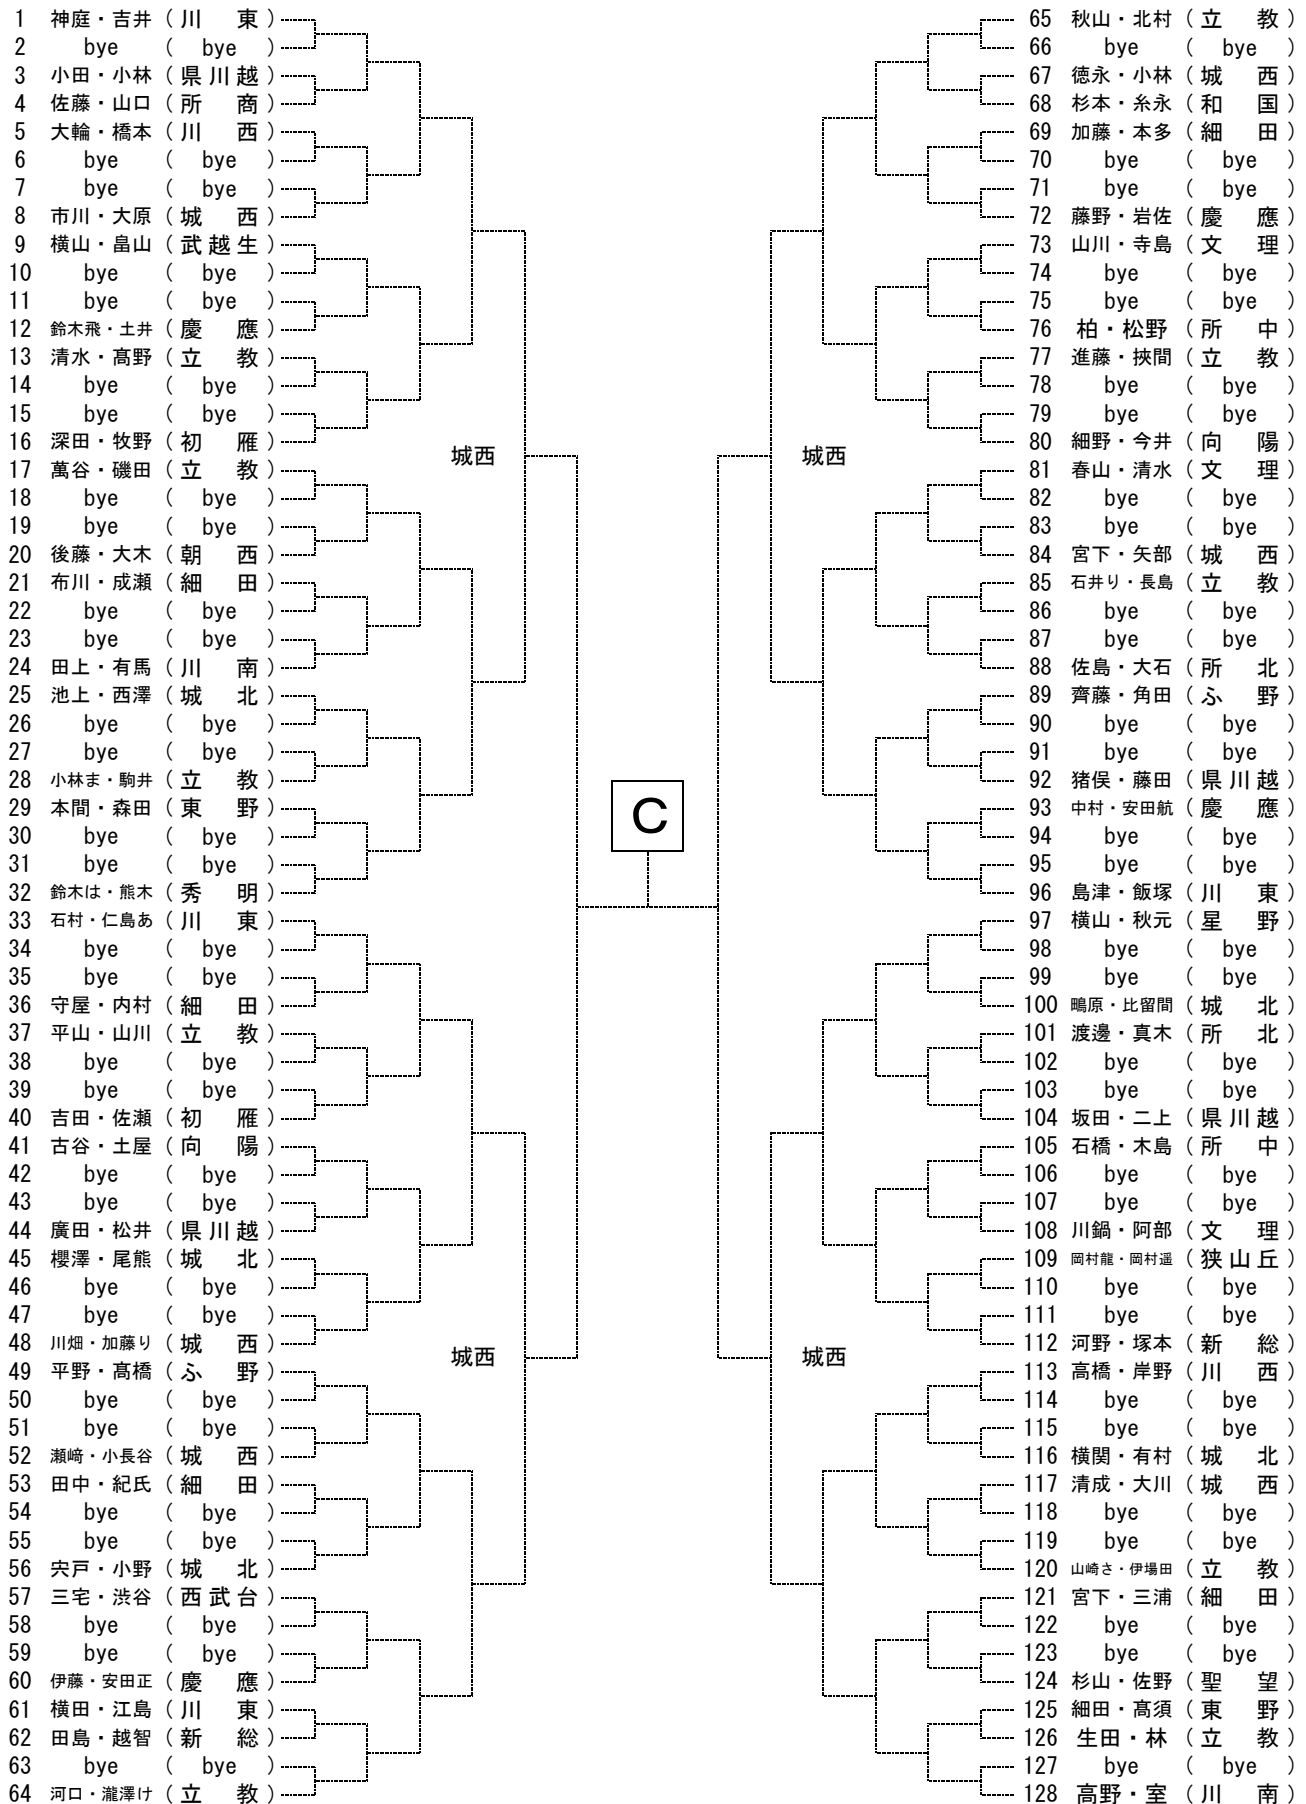 1 神庭・吉井 (川 東)
2 bye ( bye )
3 小田・小林 (県川越)
4 佐藤・山口 (所 商)
5 大輪・橋本 (川 西)
6 bye ( bye )
7 bye ( bye )
8 市川・大原 (城 西)
9 横山・畠山 (武越生)
10 bye ( bye )
11 bye ( bye )
12 鈴木飛・土井 (慶 應)
13 清水・髙野 (立 教)
14 bye ( bye )
15 bye ( bye )
16 深田・牧野 (初 雁)
17 萬谷・磯田 (立 教)
18 bye ( bye )
19 bye ( bye )
20 後藤・大木 (朝 西)
21 布川・成瀬 (細 田)
22 bye ( bye )
23 bye ( bye )
24 田上・有馬 (川 南)
25 池上・西澤 (城 北)
26 bye ( bye )
27 bye ( bye )
28 小林ま・駒井 (立 教)
29 本間・森田 (東 野)
30 bye ( bye )
31 bye ( bye )
32 鈴木は・熊木 (秀 明)
33 石村・仁島あ (川 東)
34 bye ( bye )
35 bye ( bye )
36 守屋・内村 (細 田)
37 平山・山川 (立 教)
38 bye ( bye )
39 bye ( bye )
40 吉田・佐瀬 (初 雁)
41 古谷・土屋 (向 陽)
42 bye ( bye )
43 bye ( bye )
44 廣田・松井 (県川越)
45 櫻澤・尾熊 (城 北)
46 bye ( bye )
47 bye ( bye )
48 川畑・加藤り (城 西)
49 平野・髙橋 (ふ 野)
50 bye ( bye )
51 bye ( bye )
52 瀬﨑・小長谷 (城 西)
53 田中・紀氏 (細 田)
54 bye ( bye )
55 bye ( bye )
56 宍戸・小野 (城 北)
57 三宅・渋谷 (西武台)
58 bye ( bye )
59 bye ( bye )
60 伊藤・安田正 (慶 應)
61 横田・江島 (川 東)
62 田島・越智 (新 総)
63 bye ( bye )
64 河口・瀧澤け (立 教)
城西
城西
C
城西
城西
65 秋山・北村 (立 教)
66 bye ( bye )
67 徳永・小林 (城 西)
68 杉本・糸永 (和 国)
69 加藤・本多 (細 田)
70 bye ( bye )
71 bye ( bye )
72 藤野・岩佐 (慶 應)
73 山川・寺島 (文 理)
74 bye ( bye )
75 bye ( bye )
76 柏・松野 (所 中)
77 進藤・挾間 (立 教)
78 bye ( bye )
79 bye ( bye )
80 細野・今井 (向 陽)
81 春山・清水 (文 理)
82 bye ( bye )
83 bye ( bye )
84 宮下・矢部 (城 西)
85 石井り・長島 (立 教)
86 bye ( bye )
87 bye ( bye )
88 佐島・大石 (所 北)
89 齊藤・角田 (ふ 野)
90 bye ( bye )
91 bye ( bye )
92 猪俣・藤田 (県川越)
93 中村・安田航 (慶 應)
94 bye ( bye )
95 bye ( bye )
96 島津・飯塚 (川 東)
97 横山・秋元 (星 野)
98 bye ( bye )
99 bye ( bye )
100 鴫原・比留間 (城 北)
101 渡邊・真木 (所 北)
102 bye ( bye )
103 bye ( bye )
104 坂田・二上 (県川越)
105 石橋・木島 (所 中)
106 bye ( bye )
107 bye ( bye )
108 川鍋・阿部 (文 理)
109 岡村龍・岡村遥 (狭山丘)
110 bye ( bye )
111 bye ( bye )
112 河野・塚本 (新 総)
113 高橋・岸野 (川 西)
114 bye ( bye )
115 bye ( bye )
116 横関・有村 (城 北)
117 清成・大川 (城 西)
118 bye ( bye )
119 bye ( bye )
120 山崎さ・伊場田 (立 教)
121 宮下・三浦 (細 田)
122 bye ( bye )
123 bye ( bye )
124 杉山・佐野 (聖 望)
125 細田・髙須 (東 野)
126 生田・林 (立 教)
127 bye ( bye )
128 高野・室 (川 南)